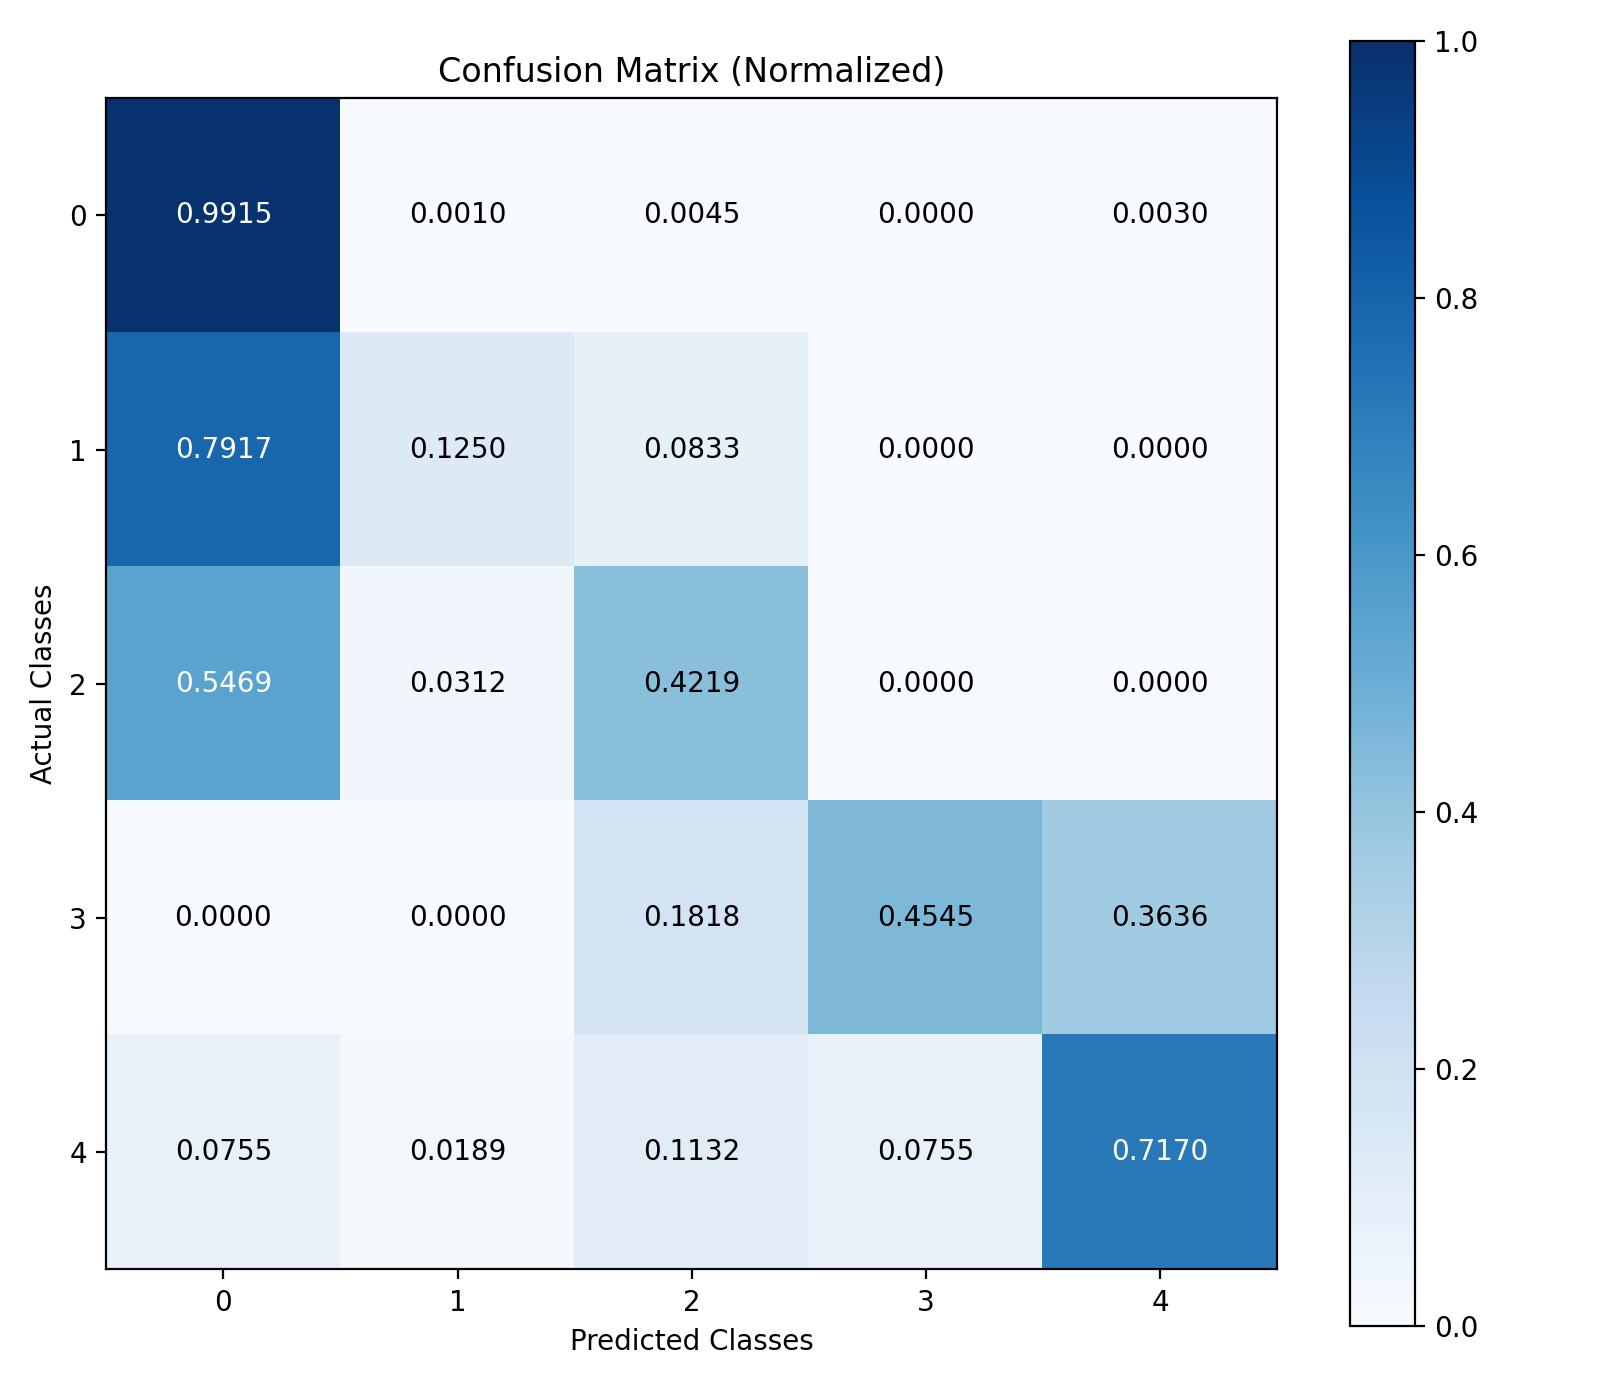 Confusion Matrix (Normalized)
0 0.9915 0.0010 0.0045 0.0000 0.0030
1 0.7917 0.1250 0.0833 0.0000 0.0000
2 0.5469 0.0312 0.4219 0.0000 0.0000
3 0.0000 0.0000 0.1818 0.4545 0.3636
4 0.0755 0.0189 0.1132 0.0755 0.7170
0 1 2 3 4
Predicted Classes
Actual Classes
1.0
0.8
0.6
0.4
0.2
0.0